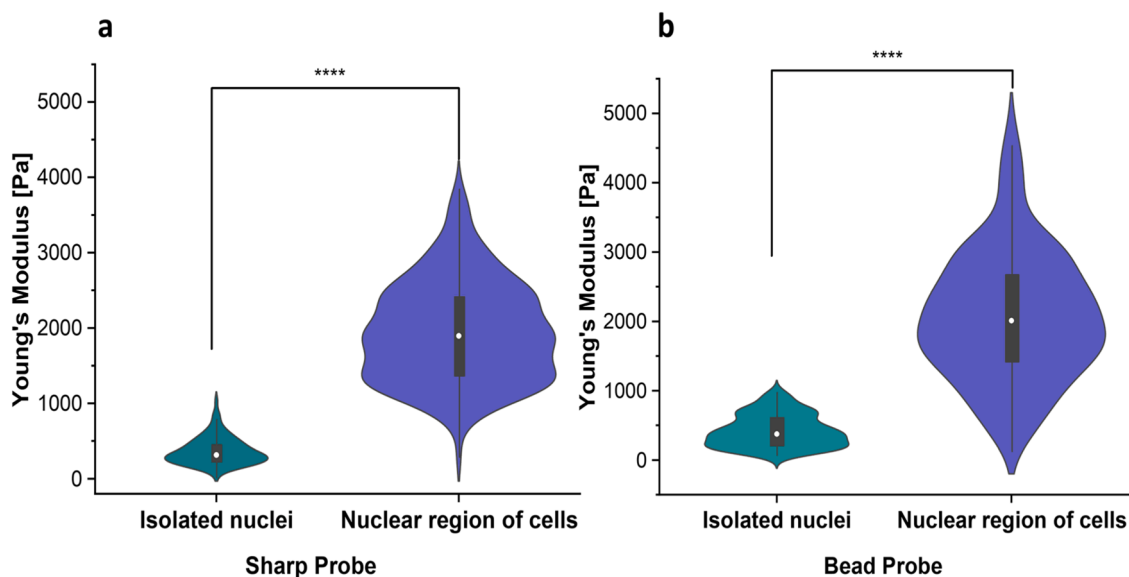 a
****
Young's Modulus [Pa]
5000
4000
3000
2000
1000
0
Isolated nuclei
Nuclear region of cells
Sharp Probe
b
****
Young's Modulus [Pa]
5000
4000
3000
2000
1000
0
Isolated nuclei
Nuclear region of cells
Bead Probe